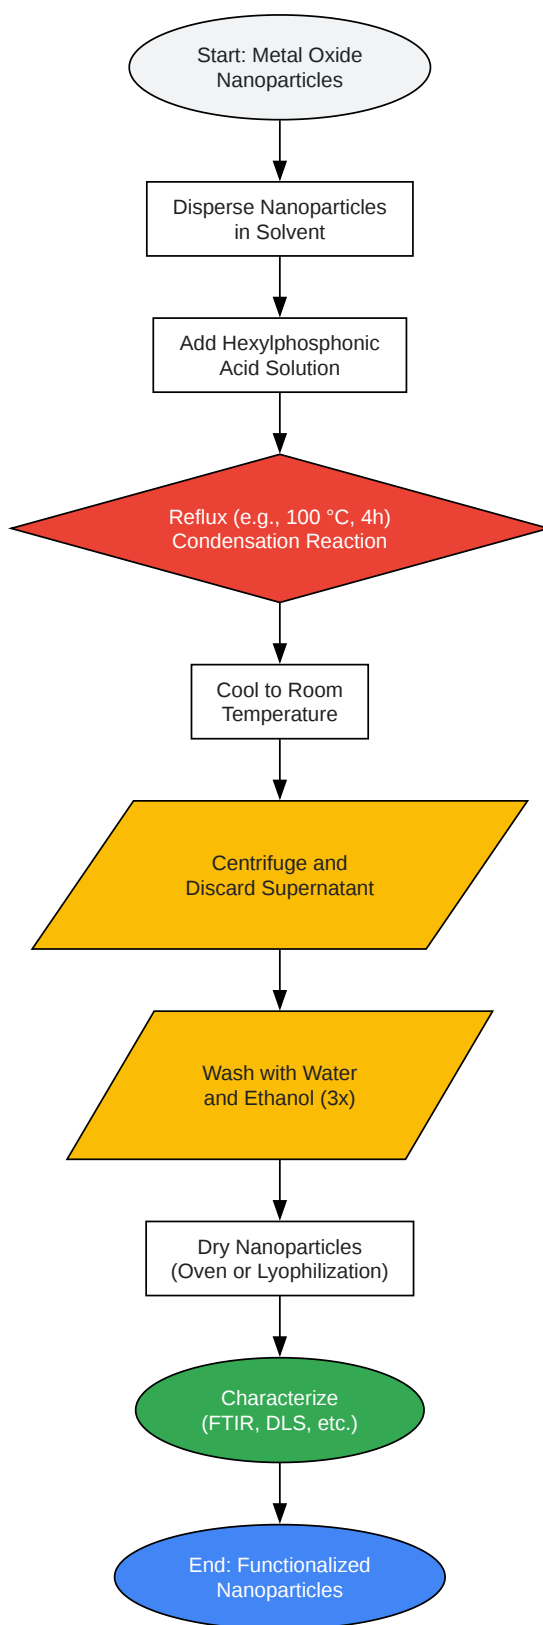 Start: Metal Oxide
Nanoparticles
Disperse Nanoparticles
in Solvent
Add Hexylphosphonic
Acid Solution
Reflux (e.g., 100 °C, 4h)
Condensation Reaction
Cool to Room
Temperature
Centrifuge and
Discard Supernatant
Wash with Water
and Ethanol (3x)
Dry Nanoparticles
(Oven or Lyophilization)
Characterize
(FTIR, DLS, etc.)
End: Functionalized
Nanoparticles